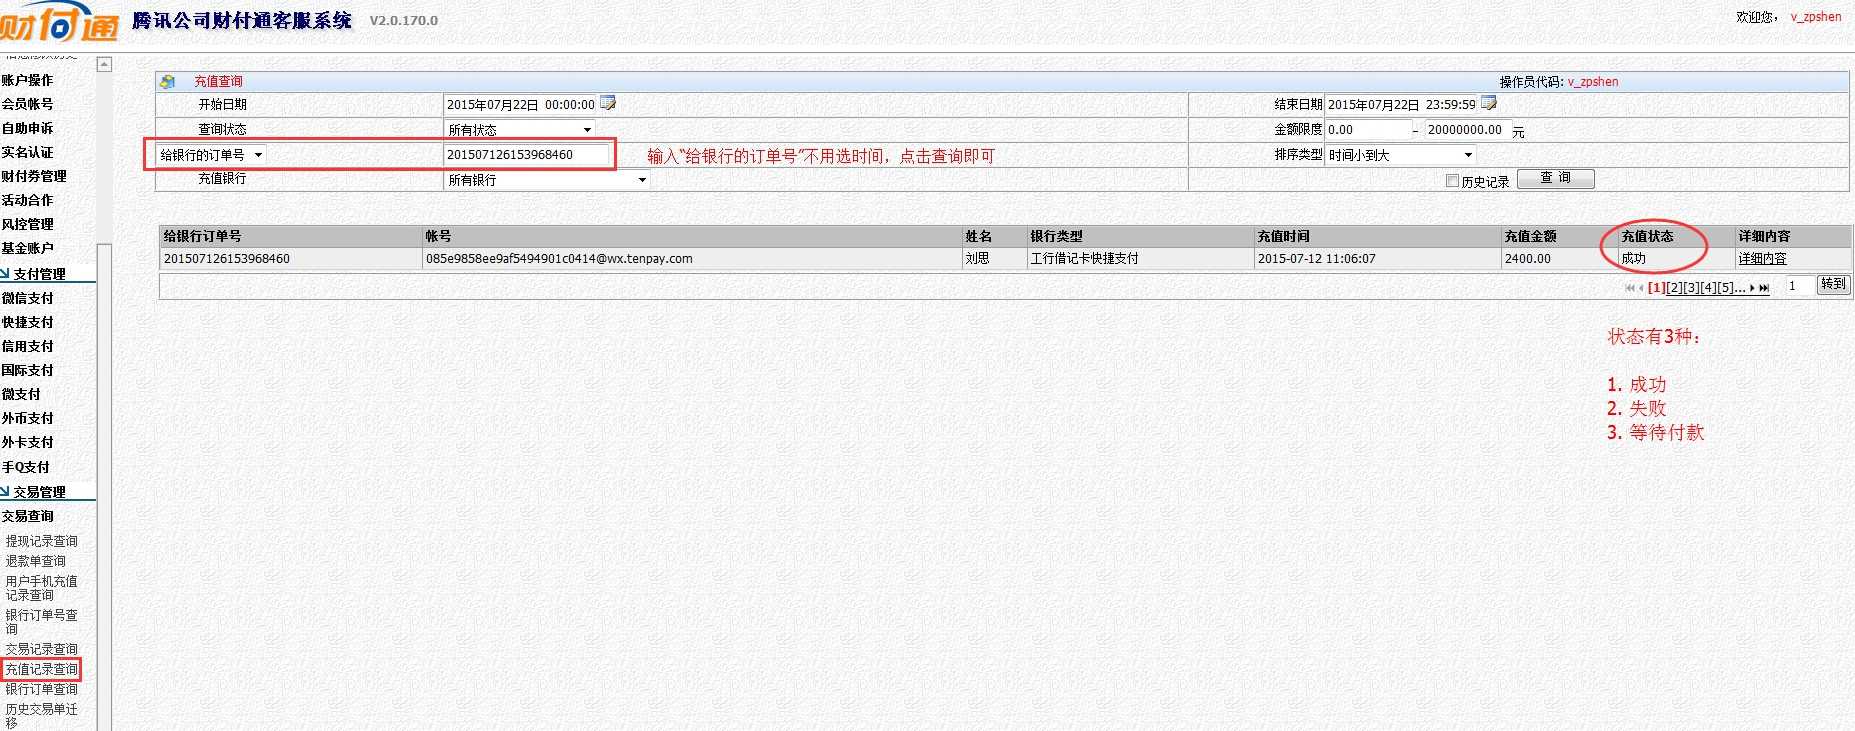 财付通
腾讯公司财付通客服系统 V2.0.170.0
欢迎您， v_zpshen
账户操作
会员帐号
自助申诉
实名认证
财付券管理
活动合作
风控管理
基金账户
支付管理
微信支付
快捷支付
信用支付
国际支付
微支付
外币支付
外卡支付
手Q支付
交易管理
交易查询
提现记录查询
退款单查询
用户手机充值
记录查询
银行订单号查
询
交易记录查询
充值记录查询
银行订单查询
历史交易单迁
移
充值查询 操作员代码: v_zpshen
开始日期 2015年07月22日 00:00:00 结束日期 2015年07月22日 23:59:59
查询状态 所有状态 金额限度 0.00 - 20000000.00 元
给银行的订单号 201507126153968460 输入“给银行的订单号”不用选时间，点击查询即可 排序类型 时间小到大
充值银行 所有银行 历史记录 查 询
给银行订单号 帐号 姓名 银行类型 充值时间 充值金额 充值状态 详细内容
201507126153968460 085e9858ee9af5494901c0414@wx.tenpay.com 刘思 工行借记卡快捷支付 2015-07-12 11:06:07 2400.00 成功 详细内容
[1][2][3][4][5]... 1 转到
状态有3种：
1. 成功
2. 失败
3. 等待付款